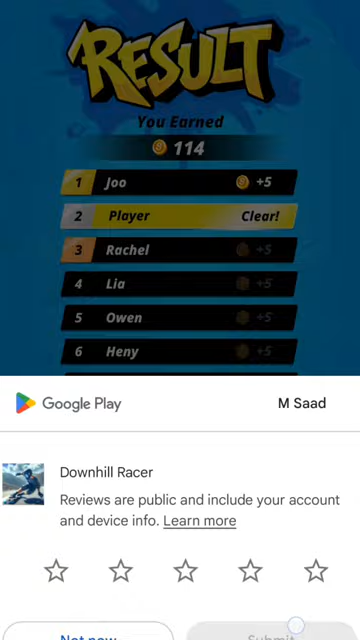 RESULT
You Earned
114
1 Joo +5
2 Player Clear!
3 Rachel +5
4 Lia +5
5 Owen +5
6 Heny +5
Google Play M Saad
Downhill Racer
Reviews are public and include your account
and device info. Learn more
Not now Submit